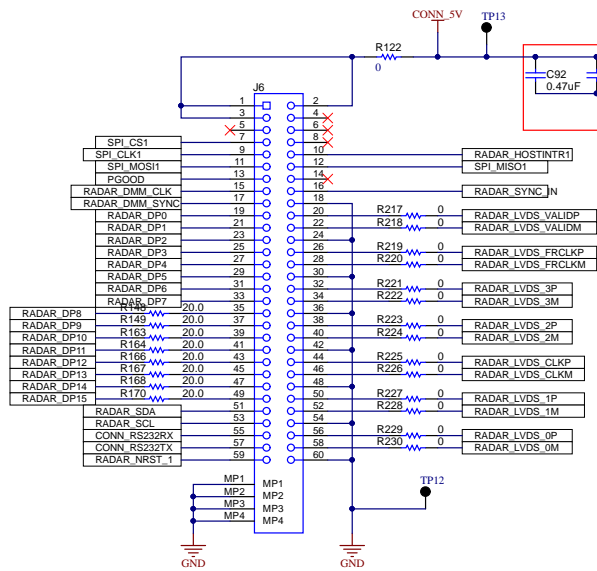 CONN_5V
TP13
R122
0
C92
0.47uF
J6
1 2
3 4
5 6
SPI_CS1 7 8
SPI_CLK1 9 10 RADAR_HOSTINTR1
SPI_MOSI1 11 12 SPI_MISO1
PGOOD 13 14
RADAR_DMM_CLK 15 16 RADAR_SYNC_IN
RADAR_DMM_SYNC 17 18
RADAR_DP0 19 20 R217 0 RADAR_LVDS_VALIDP
RADAR_DP1 21 22 R218 0 RADAR_LVDS_VALIDM
RADAR_DP2 23 24
RADAR_DP3 25 26 R219 0 RADAR_LVDS_FRCLKP
RADAR_DP4 27 28 R220 0 RADAR_LVDS_FRCLKM
RADAR_DP5 29 30
RADAR_DP6 31 32 R221 0 RADAR_LVDS_3P
RADAR_DP7 33 34 R222 0 RADAR_LVDS_3M
RADAR_DP8 R148 20.0 35 36
RADAR_DP9 R149 20.0 37 38 R223 0 RADAR_LVDS_2P
RADAR_DP10 R163 20.0 39 40 R224 0 RADAR_LVDS_2M
RADAR_DP11 R164 20.0 41 42
RADAR_DP12 R166 20.0 43 44 R225 0 RADAR_LVDS_CLKP
RADAR_DP13 R167 20.0 45 46 R226 0 RADAR_LVDS_CLKM
RADAR_DP14 R168 20.0 47 48
RADAR_DP15 R170 20.0 49 50 R227 0 RADAR_LVDS_1P
RADAR_SDA 51 52 R228 0 RADAR_LVDS_1M
RADAR_SCL 53 54
CONN_RS232RX 55 56 R229 0 RADAR_LVDS_0P
CONN_RS232TX 57 58 R230 0 RADAR_LVDS_0M
RADAR_NRST_1 59 60
MP1 MP1
MP2 MP2
MP3 MP3
MP4 MP4
TP12
GND GND